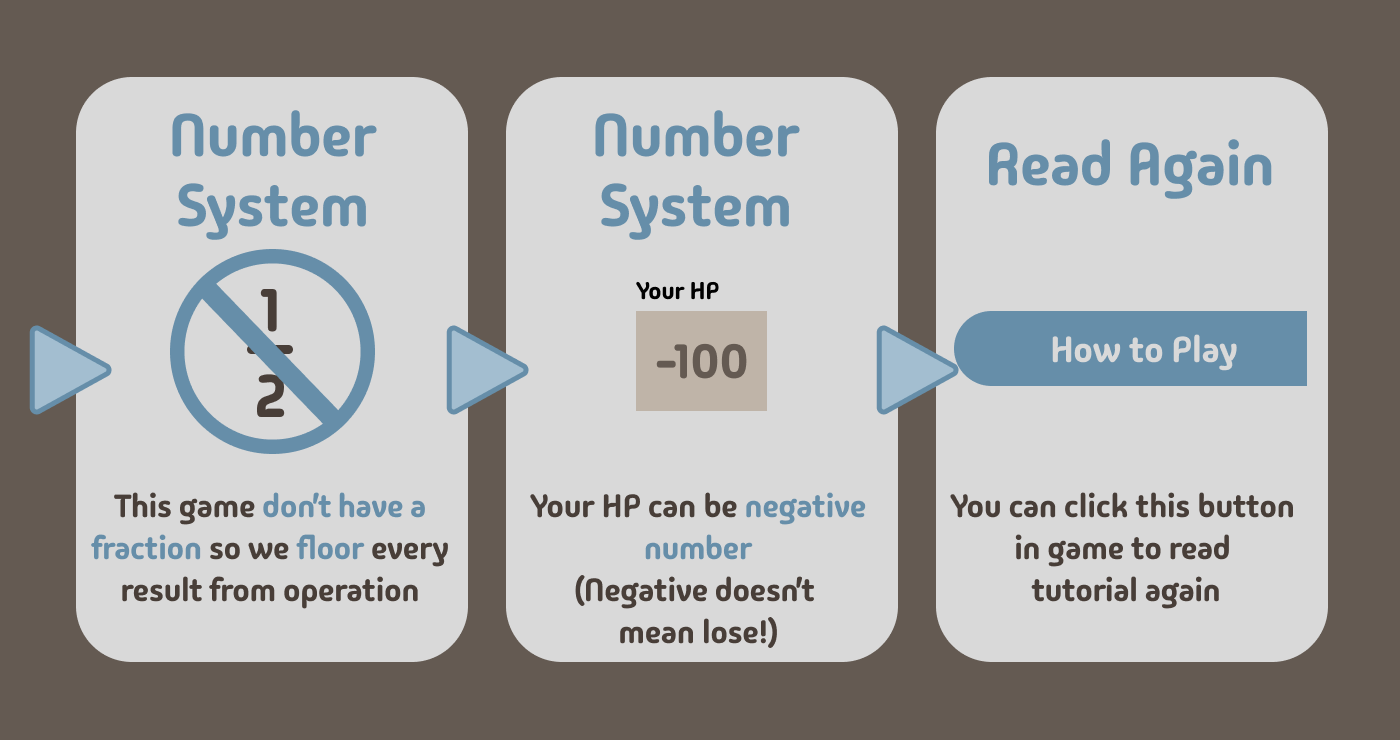 Number
System
1
2
This game don't have a
fraction so we floor every
result from operation
Number
System
Your HP
-100
Your HP can be negative
number
(Negative doesn't
mean lose!)
Read Again
How to Play
You can click this button
in game to read
tutorial again